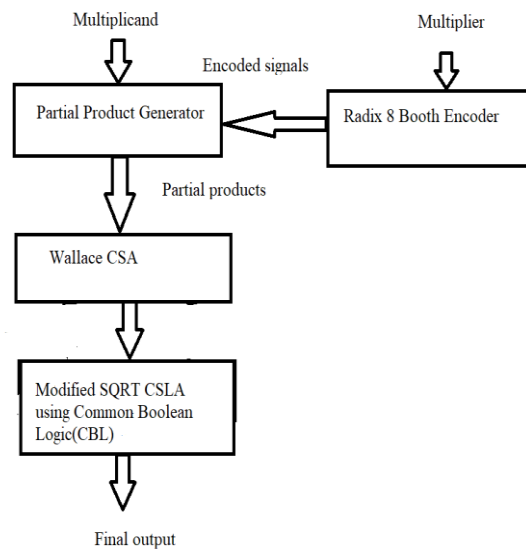 Multiplicand
Multiplier
Encoded signals
Partial Product Generator
Radix 8 Booth Encoder
Partial products
Wallace CSA
Modified SQRT CSLA
using Common Boolean
Logic(CBL)
Final output